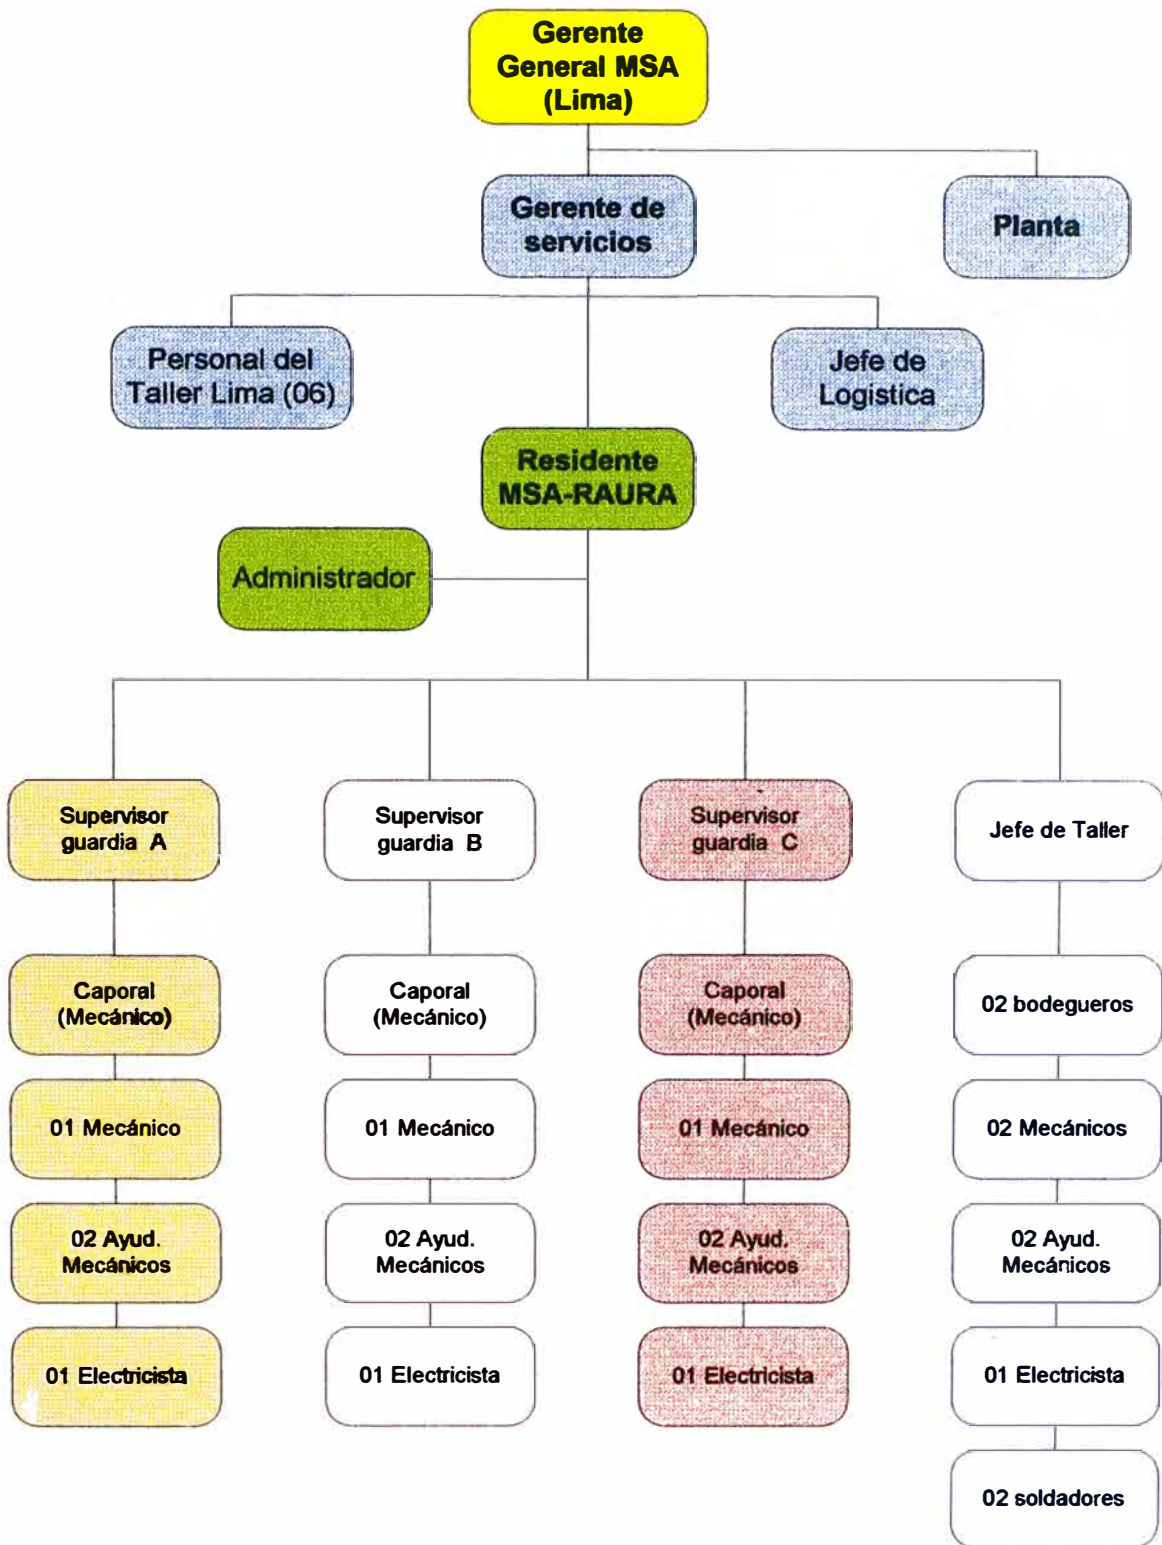 Gerente
General MSA
(Lima)
Gerente de
servicios
Planta
Personal del
Taller Lima (06)
Jefe de
Logistica
Residente
MSA-RAURA
Administrador
Supervisor
guardia A
Supervisor
guardia B
Supervisor
guardia C
Jefe de Taller
Caporal
(Mecánico)
Caporal
(Mecánico)
Caporal
(Mecánico)
02 bodegueros
01 Mecánico
01 Mecánico
01 Mecánico
02 Mecánicos
02 Ayud.
Mecánicos
02 Ayud.
Mecánicos
02 Ayud.
Mecánicos
02 Ayud.
Mecánicos
01 Electricista
01 Electricista
01 Electricista
01 Electricista
02 soldadores